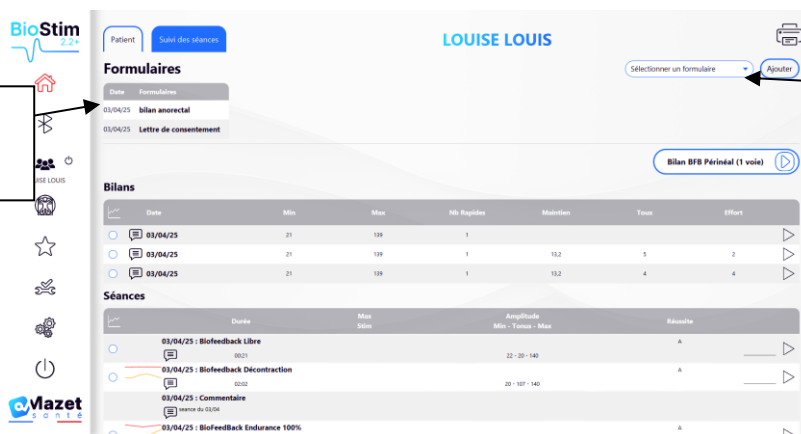 BioStim
2.2+
Patient
Suivi des séances
LOUISE LOUIS
Formulaires
Sélectionner un formulaire
Ajouter
Date Formulaires
03/04/25 bilan anorectal
03/04/25 Lettre de consentement
ISE LOUIS
Bilan BFB Périnéal (1 voie)
Bilans
Date Min Max Nb Rapides Maintien Toux Effort
03/04/25 21 139 1
03/04/25 21 139 1 13.2 5 2
03/04/25 21 139 1 13.2 4 4
Séances
Durée Max Stim Amplitude Min - Tonus - Max Réussite
03/04/25 : Biofeedback Libre A
00:21 22 - 20 - 140
03/04/25 : Biofeedback Décontraction A
02:02 20 - 107 - 140
03/04/25 : Commentaire
seance du 03/04
03/04/25 : BioFeedBack Endurance 100% A
Mazet
santé